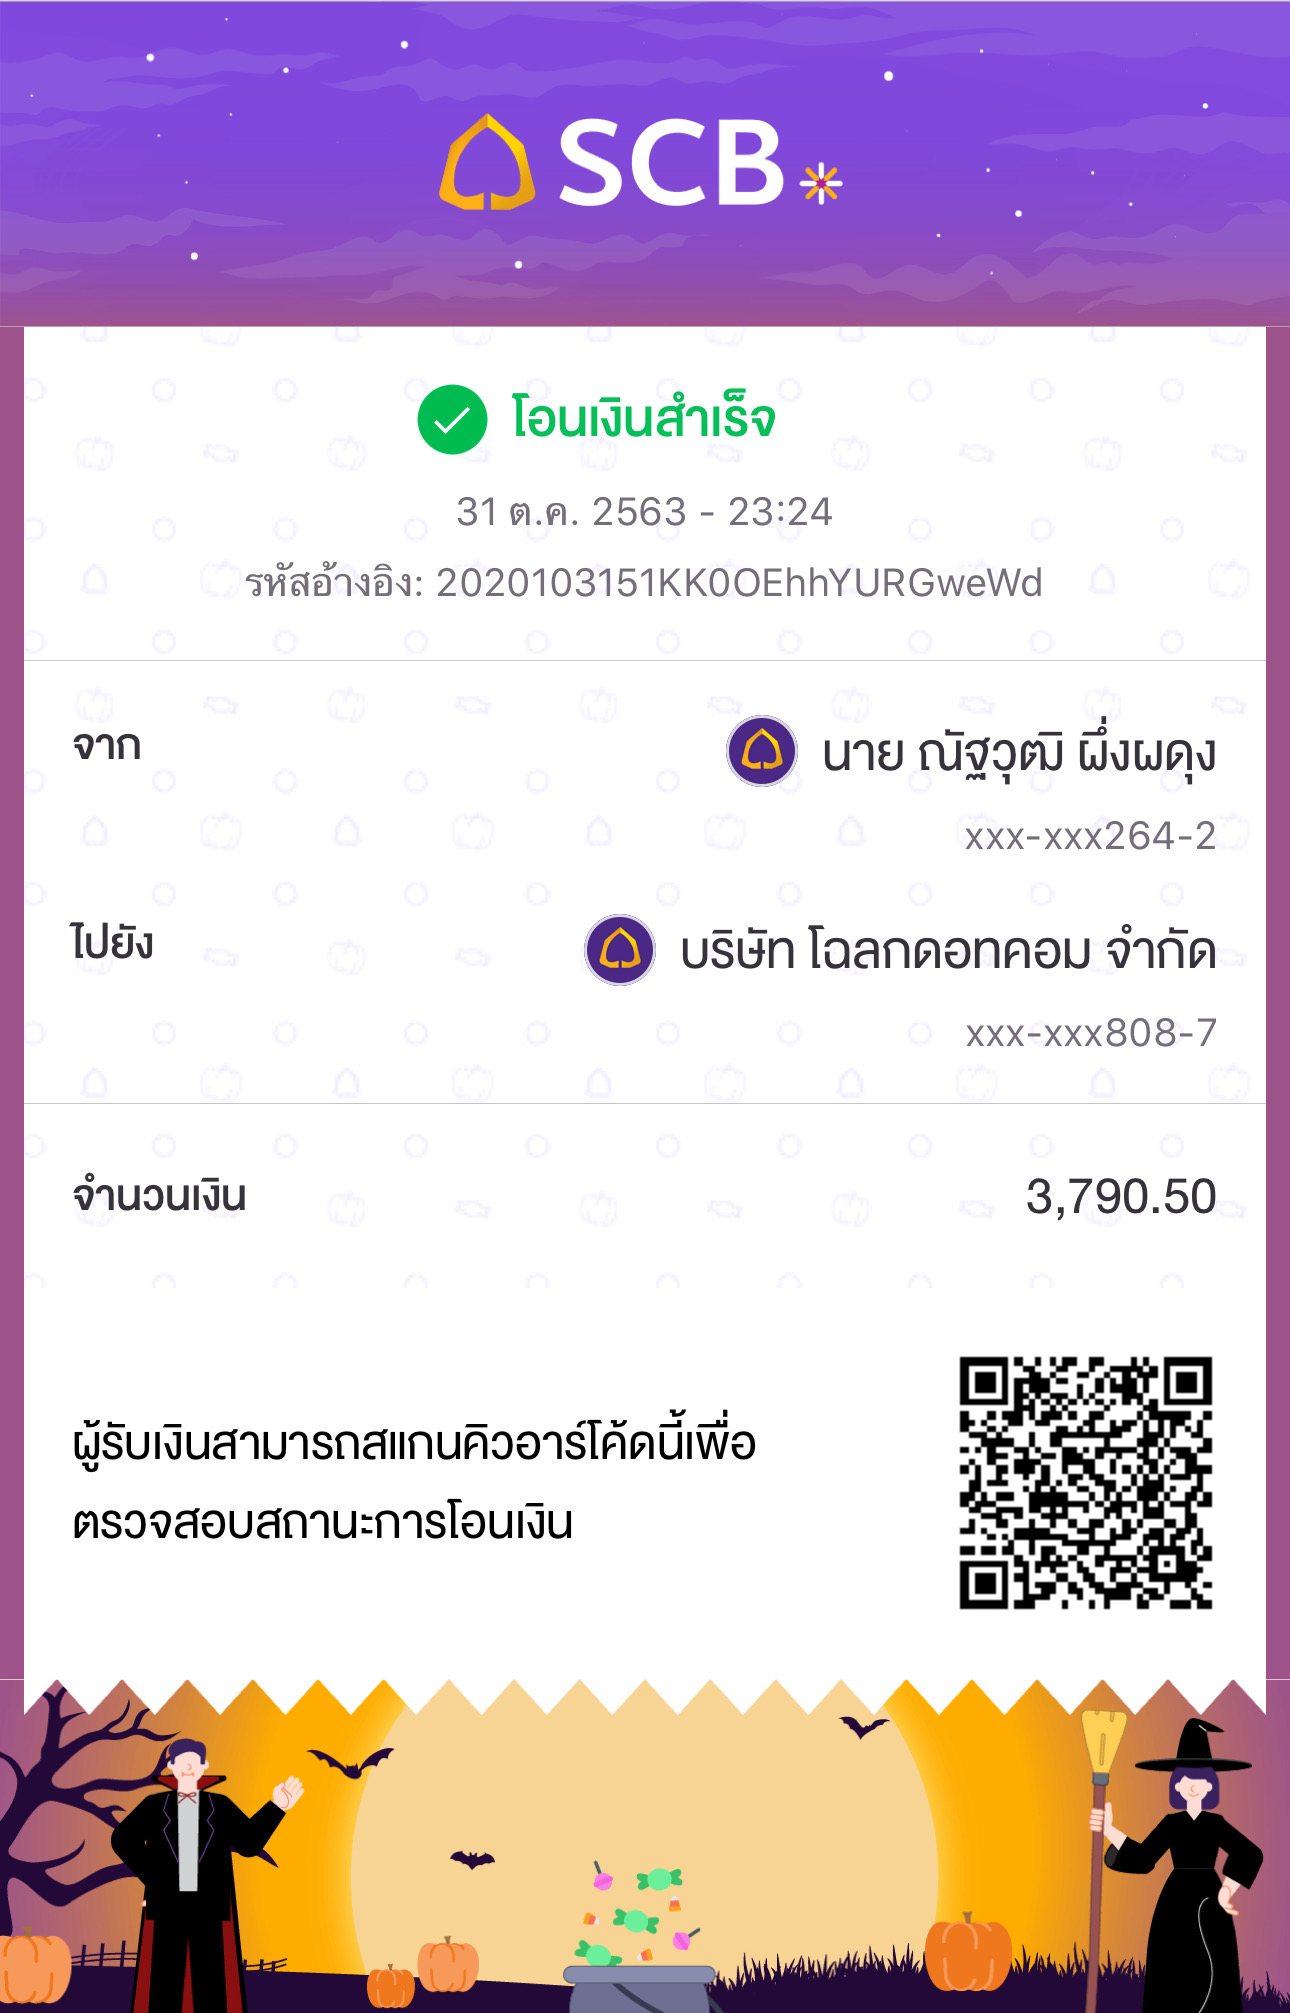 SCB
โอนเงินสำเร็จ
31 ต.ค. 2563 - 23:24
รหัสอ้างอิง: 2020103151KK0OEhhYURGweWd
จาก
นาย ณัฐวุฒิ ผึ่งผดุง
xxx-xxx264-2
ไปยัง
บริษัท โฉลกดอทคอม จำกัด
xxx-xxx808-7
จำนวนเงิน
3,790.50
ผู้รับเงินสามารถสแกนคิวอาร์โค้ดนี้เพื่อ
ตรวจสอบสถานะการโอนเงิน